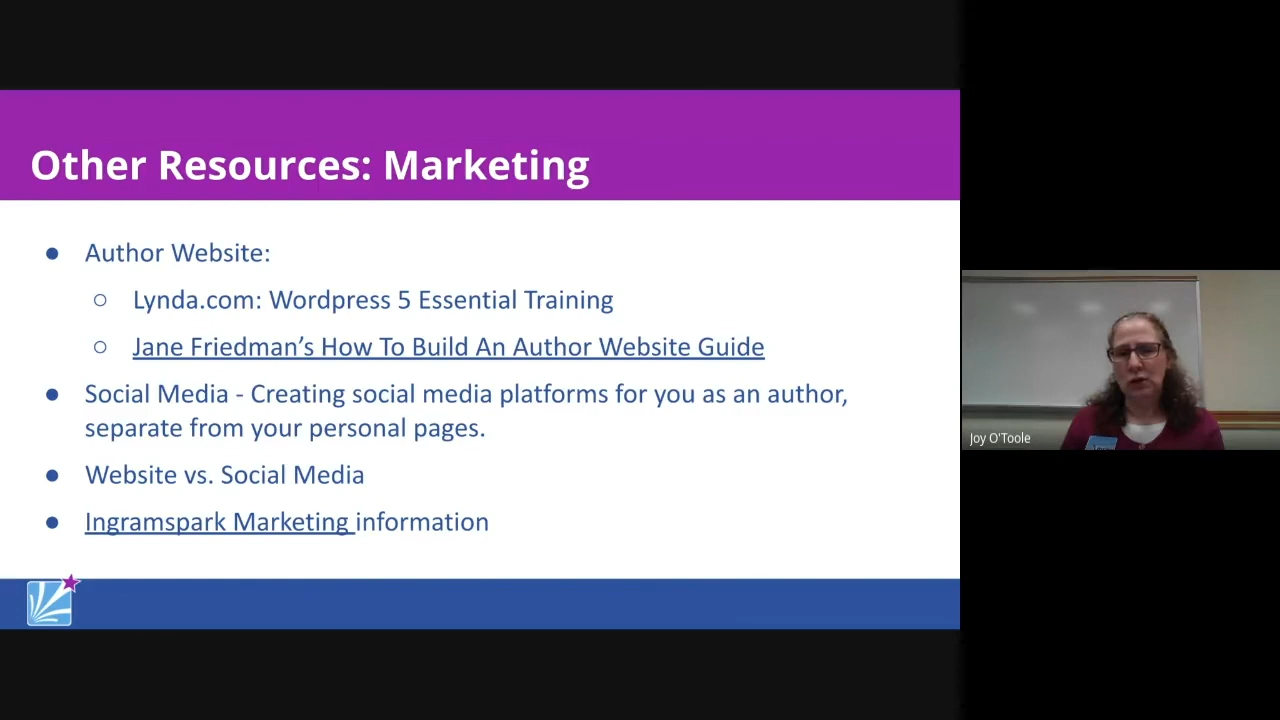 Other Resources: Marketing
● Author Website:
○ Lynda.com: Wordpress 5 Essential Training
○ Jane Friedman’s How To Build An Author Website Guide
● Social Media - Creating social media platforms for you as an author,
separate from your personal pages.
● Website vs. Social Media
● Ingramspark Marketing information
Joy O'Toole